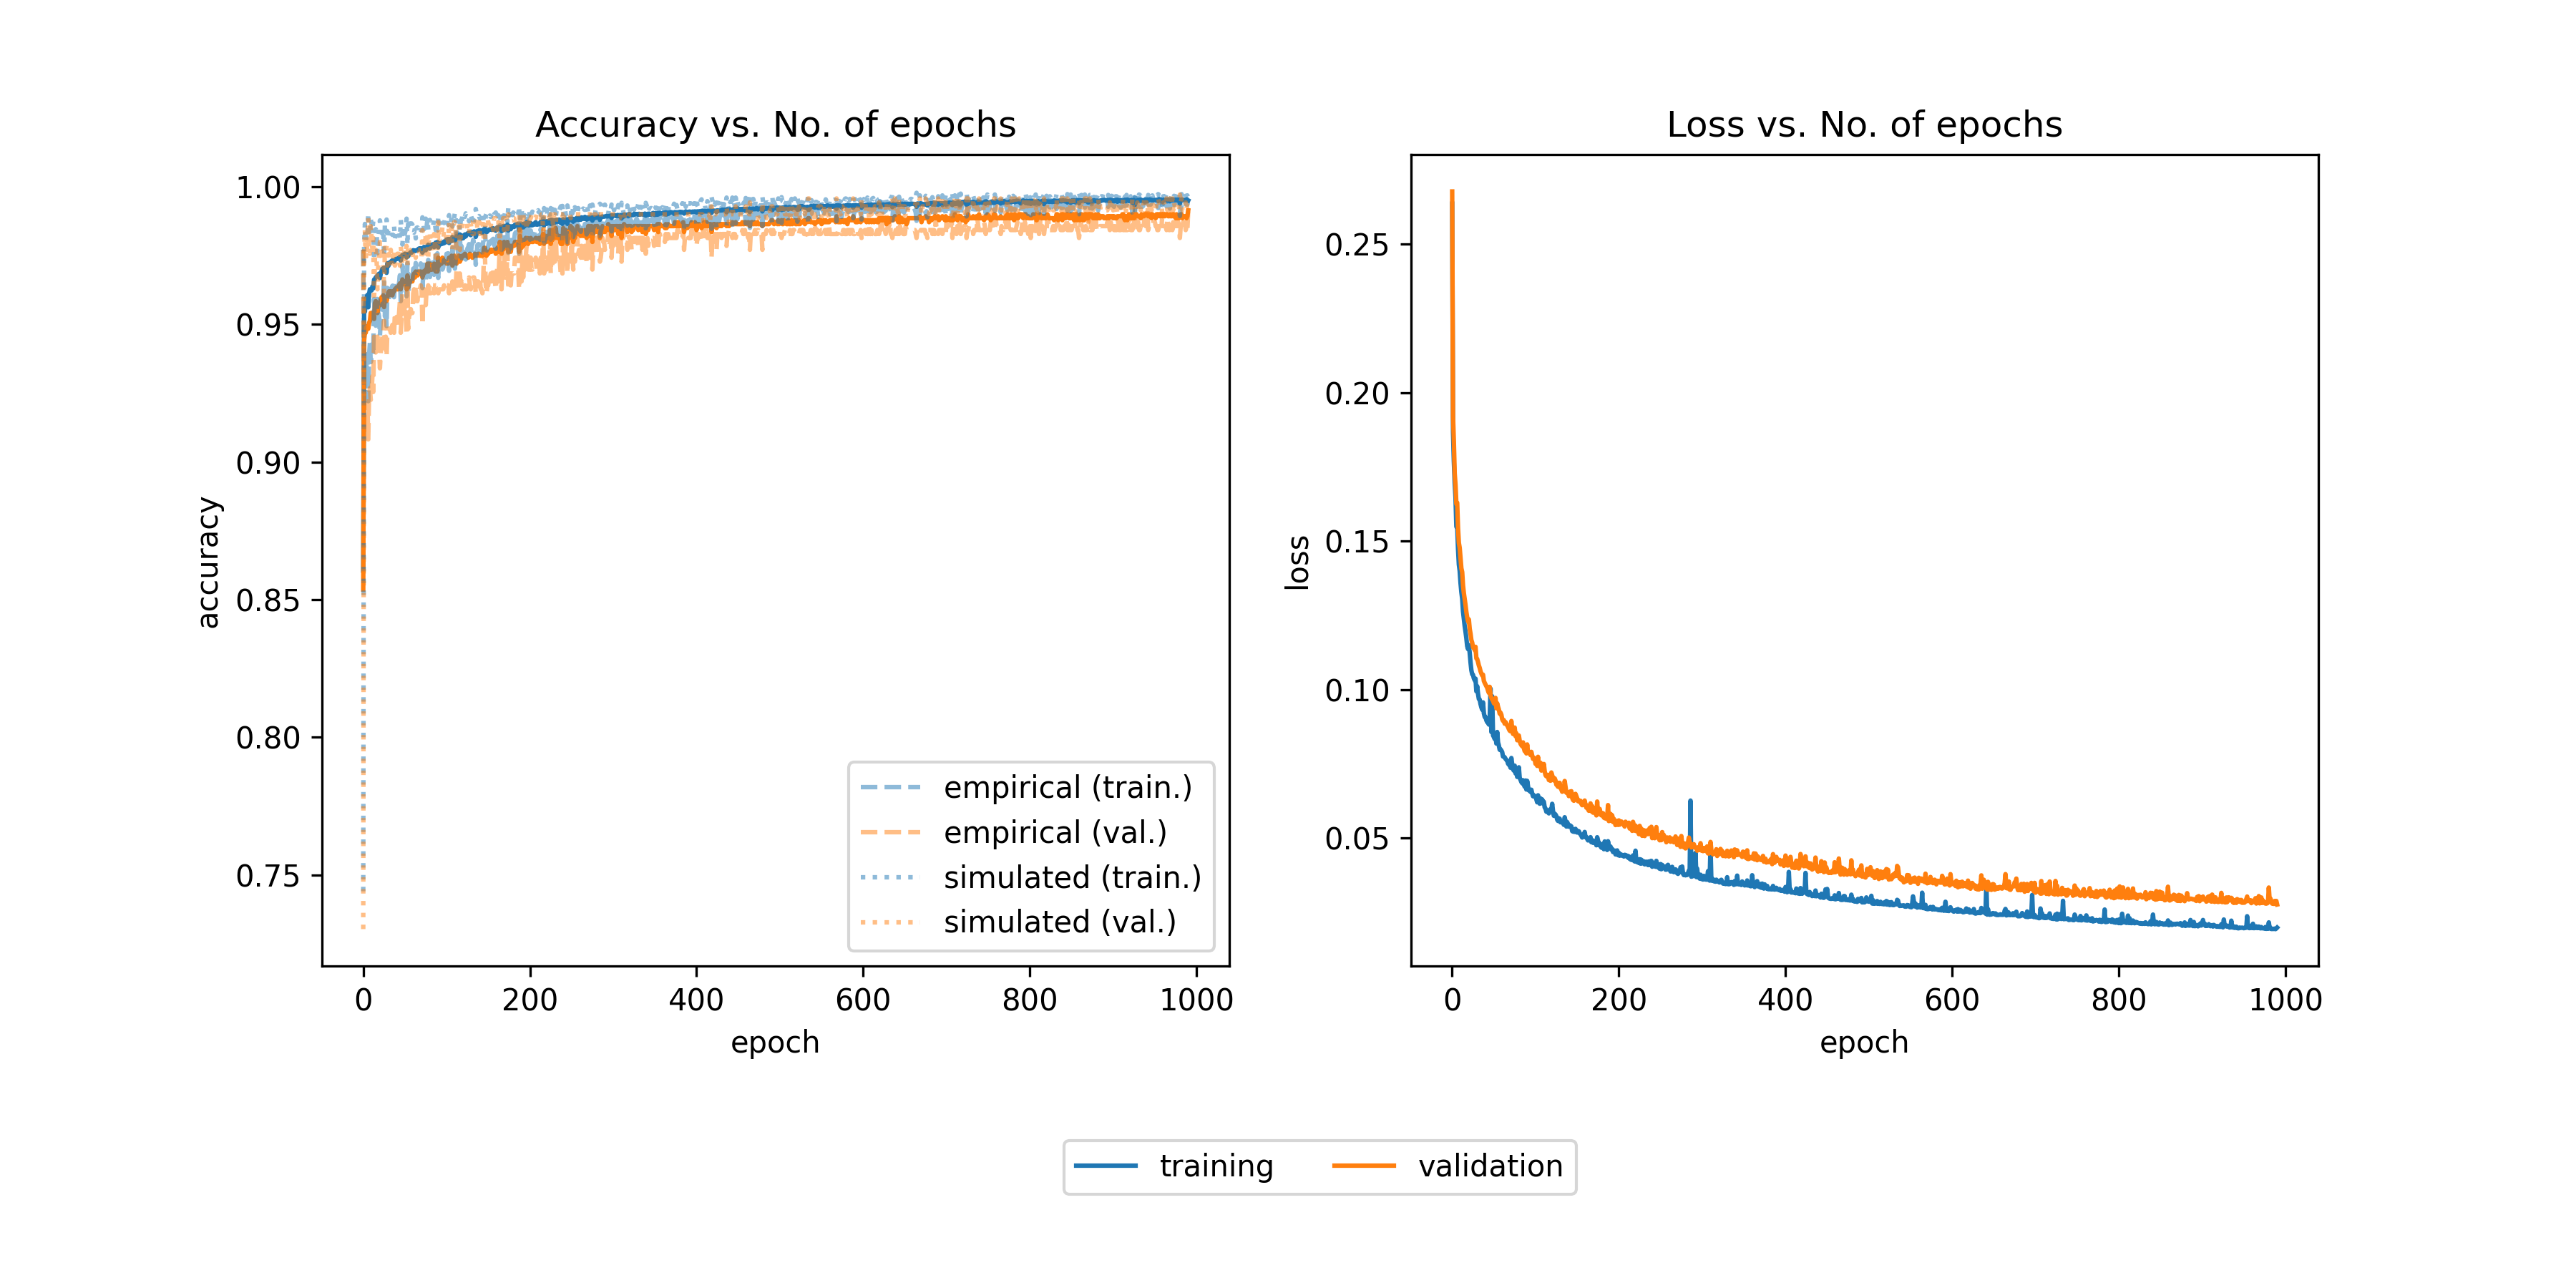 Accuracy vs. No. of epochs
1.00
0.95
0.90
0.85
0.80
0.75
accuracy
empirical (train.)
empirical (val.)
simulated (train.)
simulated (val.)
0 200 400 600 800 1000
epoch
Loss vs. No. of epochs
0.25
0.20
0.15
0.10
0.05
loss
0 200 400 600 800 1000
epoch
training validation